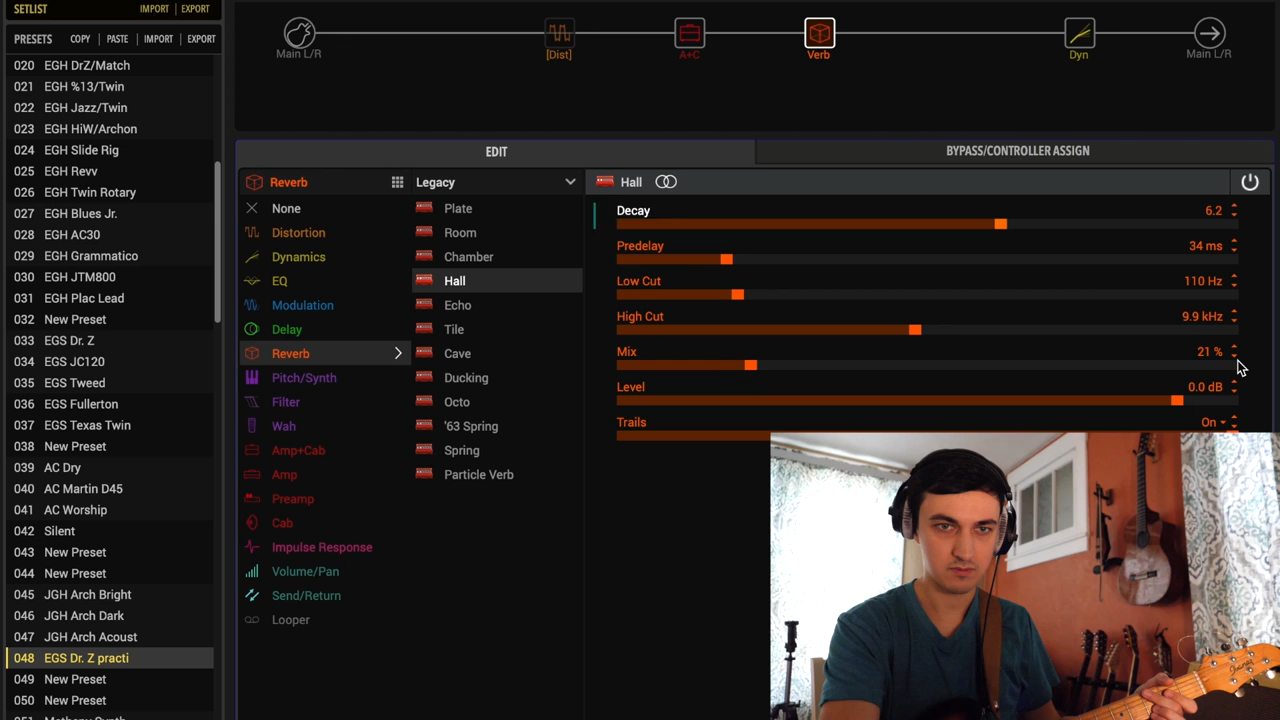 SETLIST IMPORT | EXPORT
PRESETS COPY | PASTE | IMPORT | EXPORT
020 EGH DrZ/Match
021 EGH %13/Twin
022 EGH Jazz/Twin
023 EGH HiW/Archon
024 EGH Slide Rig
025 EGH Revv
026 EGH Twin Rotary
027 EGH Blues Jr.
028 EGH AC30
029 EGH Grammatico
030 EGH JTM800
031 EGH Plac Lead
032 New Preset
033 EGS Dr. Z
034 EGS JC120
035 EGS Tweed
036 EGS Fullerton
037 EGS Texas Twin
038 New Preset
039 AC Dry
040 AC Martin D45
041 AC Worship
042 Silent
043 New Preset
044 New Preset
045 JGH Arch Bright
046 JGH Arch Dark
047 JGH Arch Acoust
048 EGS Dr. Z practi
049 New Preset
050 New Preset
Main L/R
[Dist]
A+C
Verb
Dyn
Main L/R
EDIT
BYPASS/CONTROLLER ASSIGN
Reverb
None
Distortion
Dynamics
EQ
Modulation
Delay
Reverb
Pitch/Synth
Filter
Wah
Amp+Cab
Amp
Preamp
Cab
Impulse Response
Volume/Pan
Send/Return
Looper
Legacy
Plate
Room
Chamber
Hall
Echo
Tile
Cave
Ducking
Octo
'63 Spring
Spring
Particle Verb
Hall
Decay 6.2
Predelay 34 ms
Low Cut 110 Hz
High Cut 9.9 kHz
Mix 21 %
Level 0.0 dB
Trails On